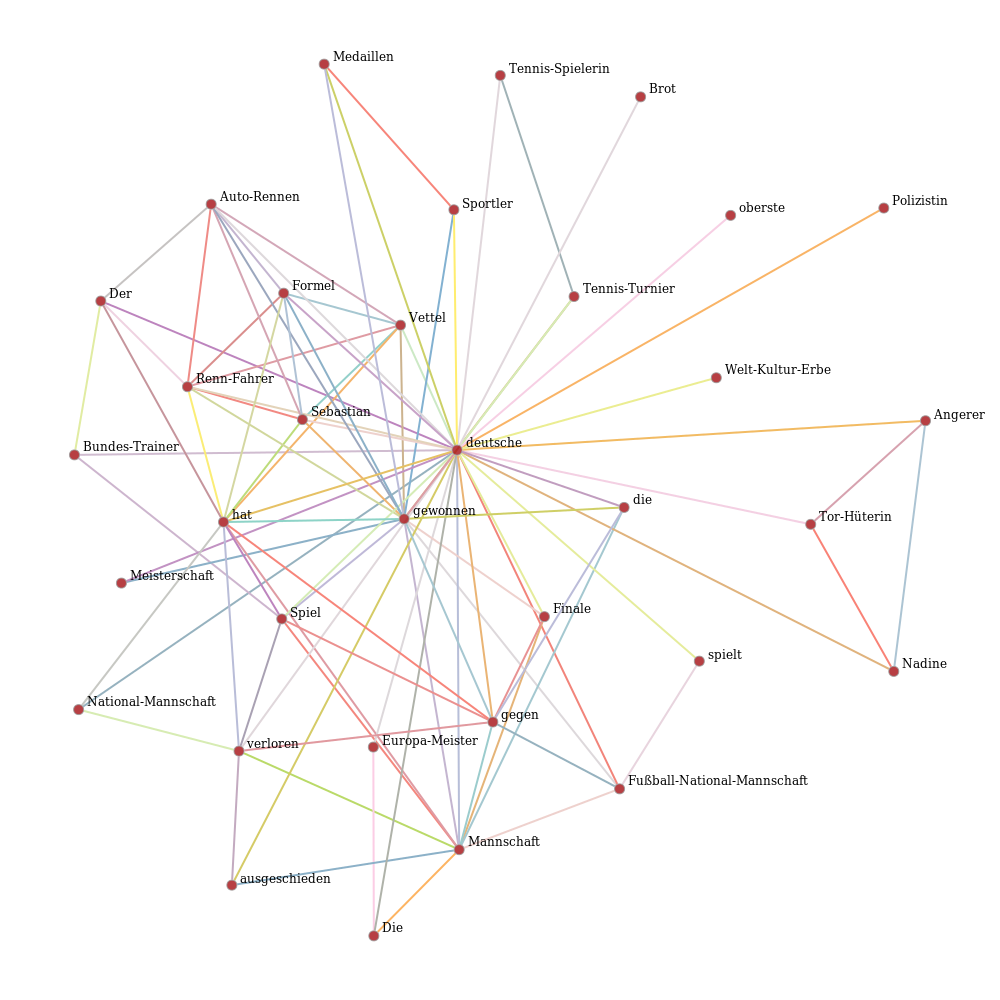 Medaillen
Tennis-Spielerin
Brot
Auto-Rennen
Sportler
oberste
Polizistin
Der
Formel
Tennis-Turnier
Vettel
Welt-Kultur-Erbe
Renn-Fahrer
Sebastian
Angerer
Bundes-Trainer
deutsche
hat
gewonnen
die
Tor-Hüterin
Meisterschaft
Spiel
Finale
spielt
Nadine
National-Mannschaft
verloren
Europa-Meister
gegen
Fußball-National-Mannschaft
Mannschaft
ausgeschieden
Die